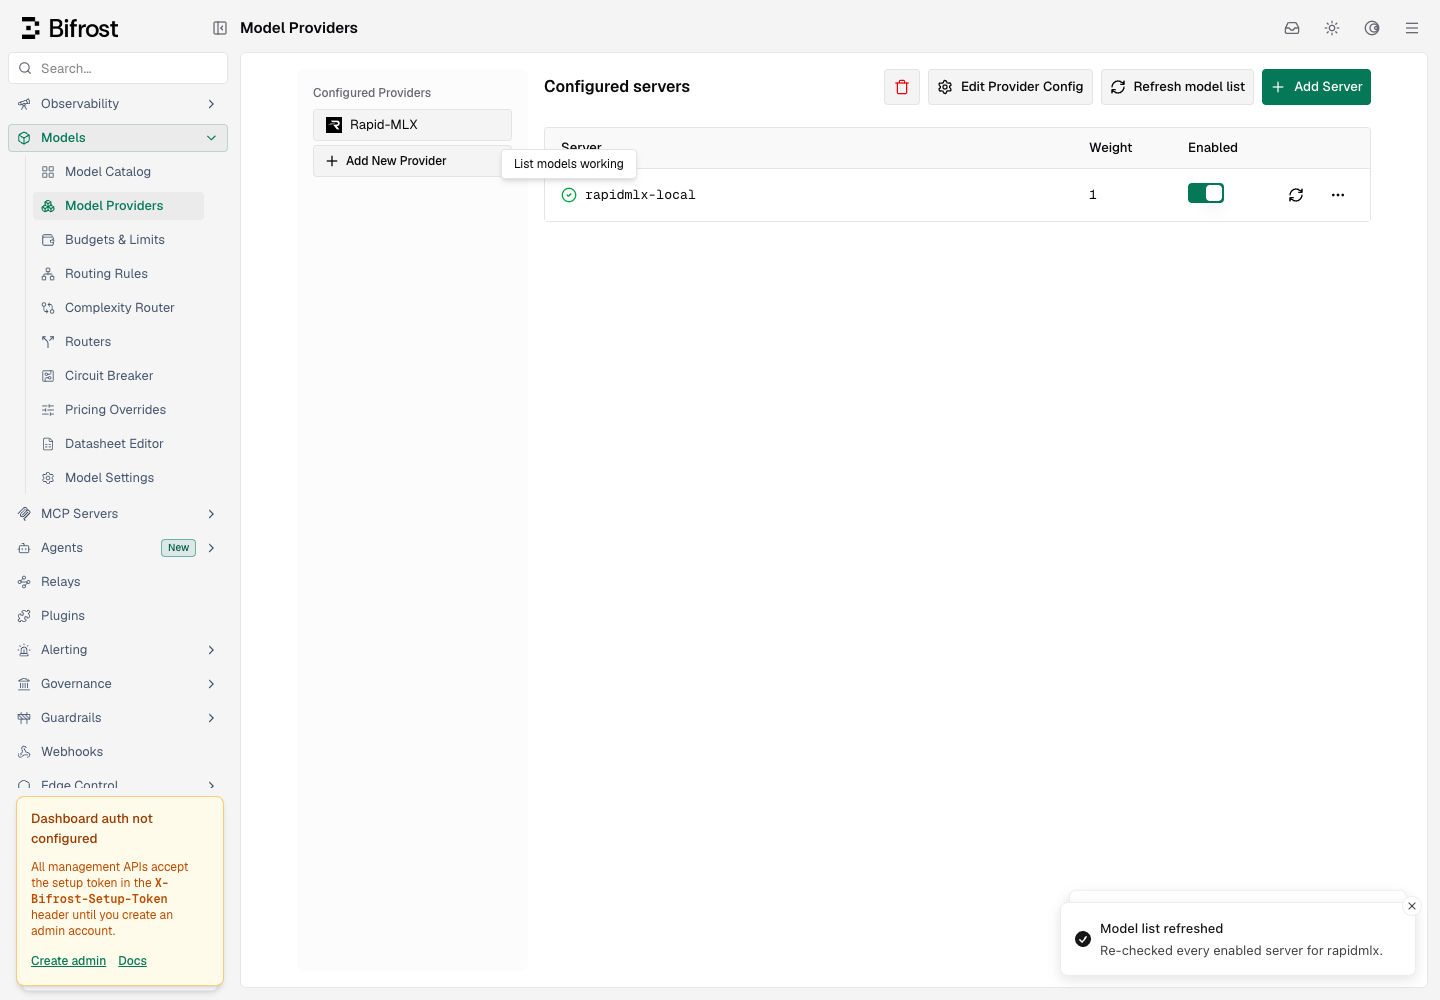 Bifrost
Model Providers
Search...
Observability
Models
Model Catalog
Model Providers
Budgets & Limits
Routing Rules
Complexity Router
Routers
Circuit Breaker
Pricing Overrides
Datasheet Editor
Model Settings
MCP Servers
Agents New
Relays
Plugins
Alerting
Governance
Guardrails
Webhooks
Edge Control
Dashboard auth not
configured
All management APIs accept
the setup token in the X-
Bifrost-Setup-Token
header until you create an
admin account.
Create admin Docs
Configured Providers
Rapid-MLX
Add New Provider
Configured servers
Edit Provider Config
Refresh model list
Add Server
Server Weight Enabled
List models working
rapidmlx-local 1
Model list refreshed
Re-checked every enabled server for rapidmlx.